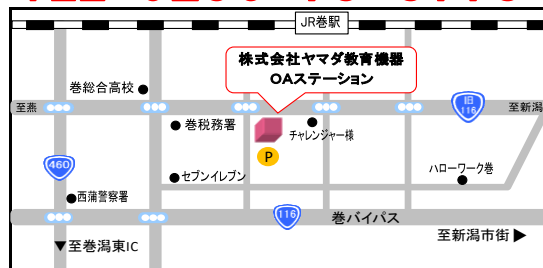 JR巻駅
株式会社ヤマダ教育機器
OAステーション
巻総合高校
至燕
旧
116
至新潟
巻税務署
チャレンジャー様
P
460
セブンイレブン
ハローワーク巻
西蒲警察署
116
巻バイパス
至新潟市街▶
▼至巻潟東IC